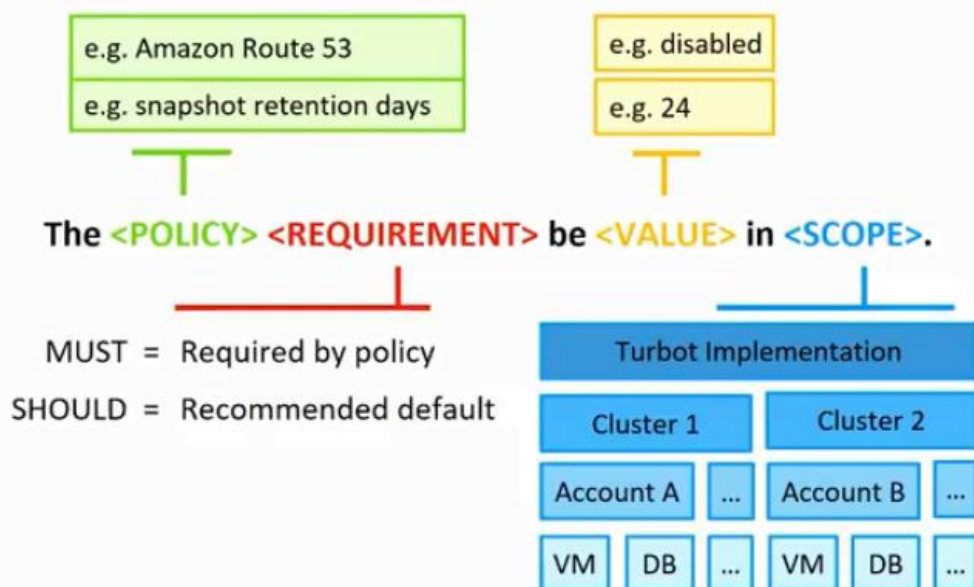 e.g. Amazon Route 53
e.g. disabled
e.g. snapshot retention days
e.g. 24
The <POLICY> <REQUIREMENT> be <VALUE> in <SCOPE>.
MUST = Required by policy
SHOULD = Recommended default
Turbot Implementation
Cluster 1
Cluster 2
Account A
...
Account B
...
VM
DB
...
VM
DB
...